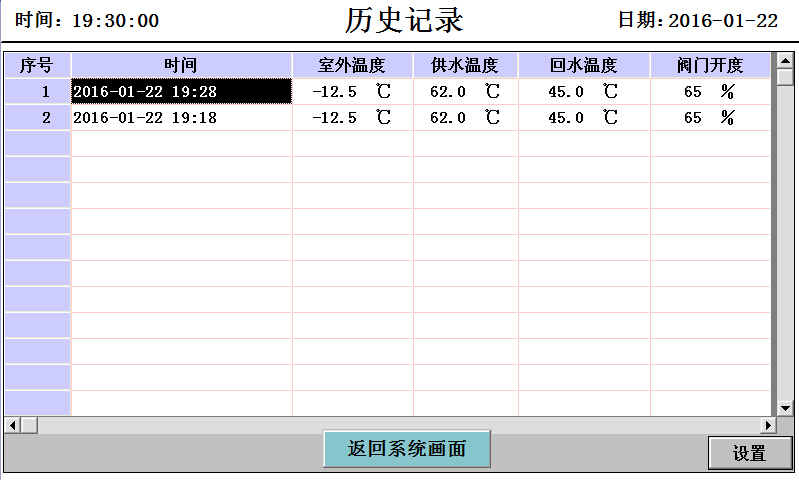 时间：19:30:00 历史记录 日期：2016-01-22
序号 时间 室外温度 供水温度 回水温度 阀门开度
1 2016-01-22 19:28 -12.5 ℃ 62.0 ℃ 45.0 ℃ 65 %
2 2016-01-22 19:18 -12.5 ℃ 62.0 ℃ 45.0 ℃ 65 %
返回系统画面
设置